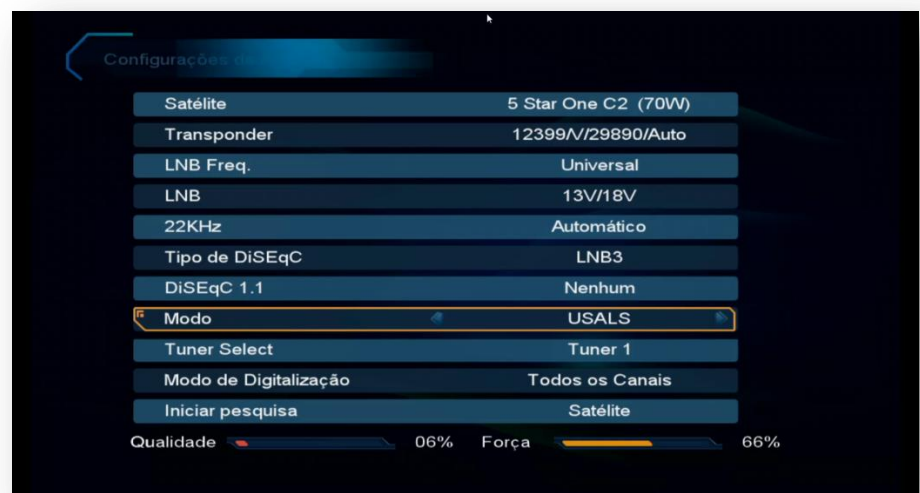 Configurações de
Satélite 5 Star One C2 (70W)
Transponder 12399/V/29890/Auto
LNB Freq. Universal
LNB 13V/18V
22KHz Automático
Tipo de DiSEqC LNB3
DiSEqC 1.1 Nenhum
Modo USALS
Tuner Select Tuner 1
Modo de Digitalização Todos os Canais
Iniciar pesquisa Satélite
Qualidade 06% Força 66%